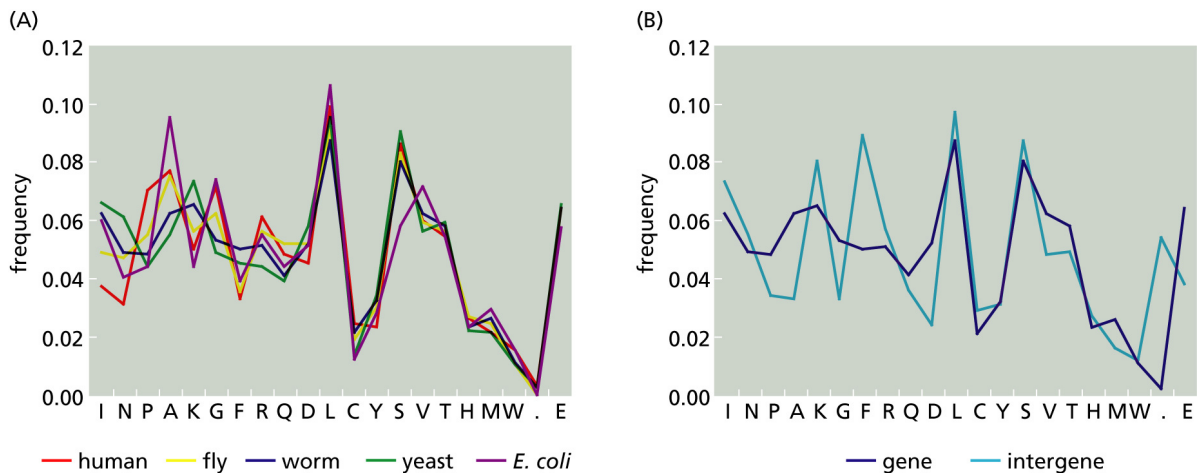 (A)
0.12
0.10
0.08
0.06
0.04
0.02
0.00
frequency
I N P A K G F R Q D L C Y S V T H M W . E
human fly worm yeast E. coli
(B)
0.12
0.10
0.08
0.06
0.04
0.02
0.00
frequency
I N P A K G F R Q D L C Y S V T H M W . E
gene intergene